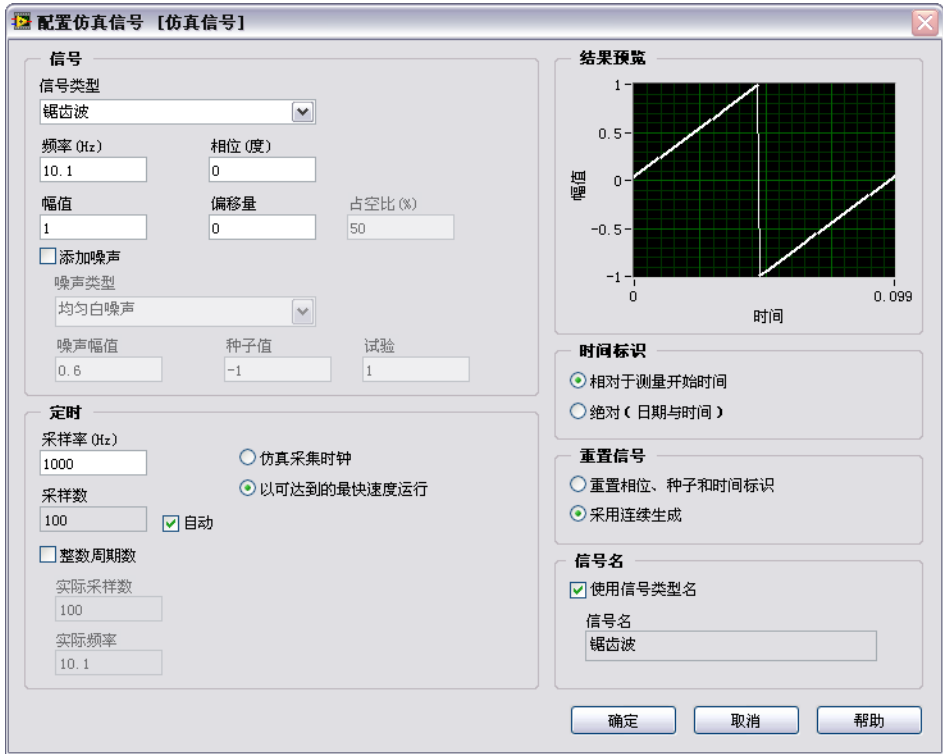 配置仿真信号 [仿真信号]
信号
信号类型
锯齿波
频率(Hz)
相位(度)
10.1
0
幅值
偏移量
占空比(%)
1
0
50
添加噪声
噪声类型
均匀白噪声
噪声幅值
种子值
试验
0.6
-1
1
定时
采样率(Hz)
1000
仿真采集时钟
以可达到的最快速度运行
采样数
100
自动
整数周期数
实际采样数
100
实际频率
10.1
结果预览
幅值
1
0.5
0
-0.5
-1
0
0.099
时间
时间标识
相对于测量开始时间
绝对(日期与时间)
重置信号
重置相位、种子和时间标识
采用连续生成
信号名
使用信号类型名
信号名
锯齿波
确定
取消
帮助